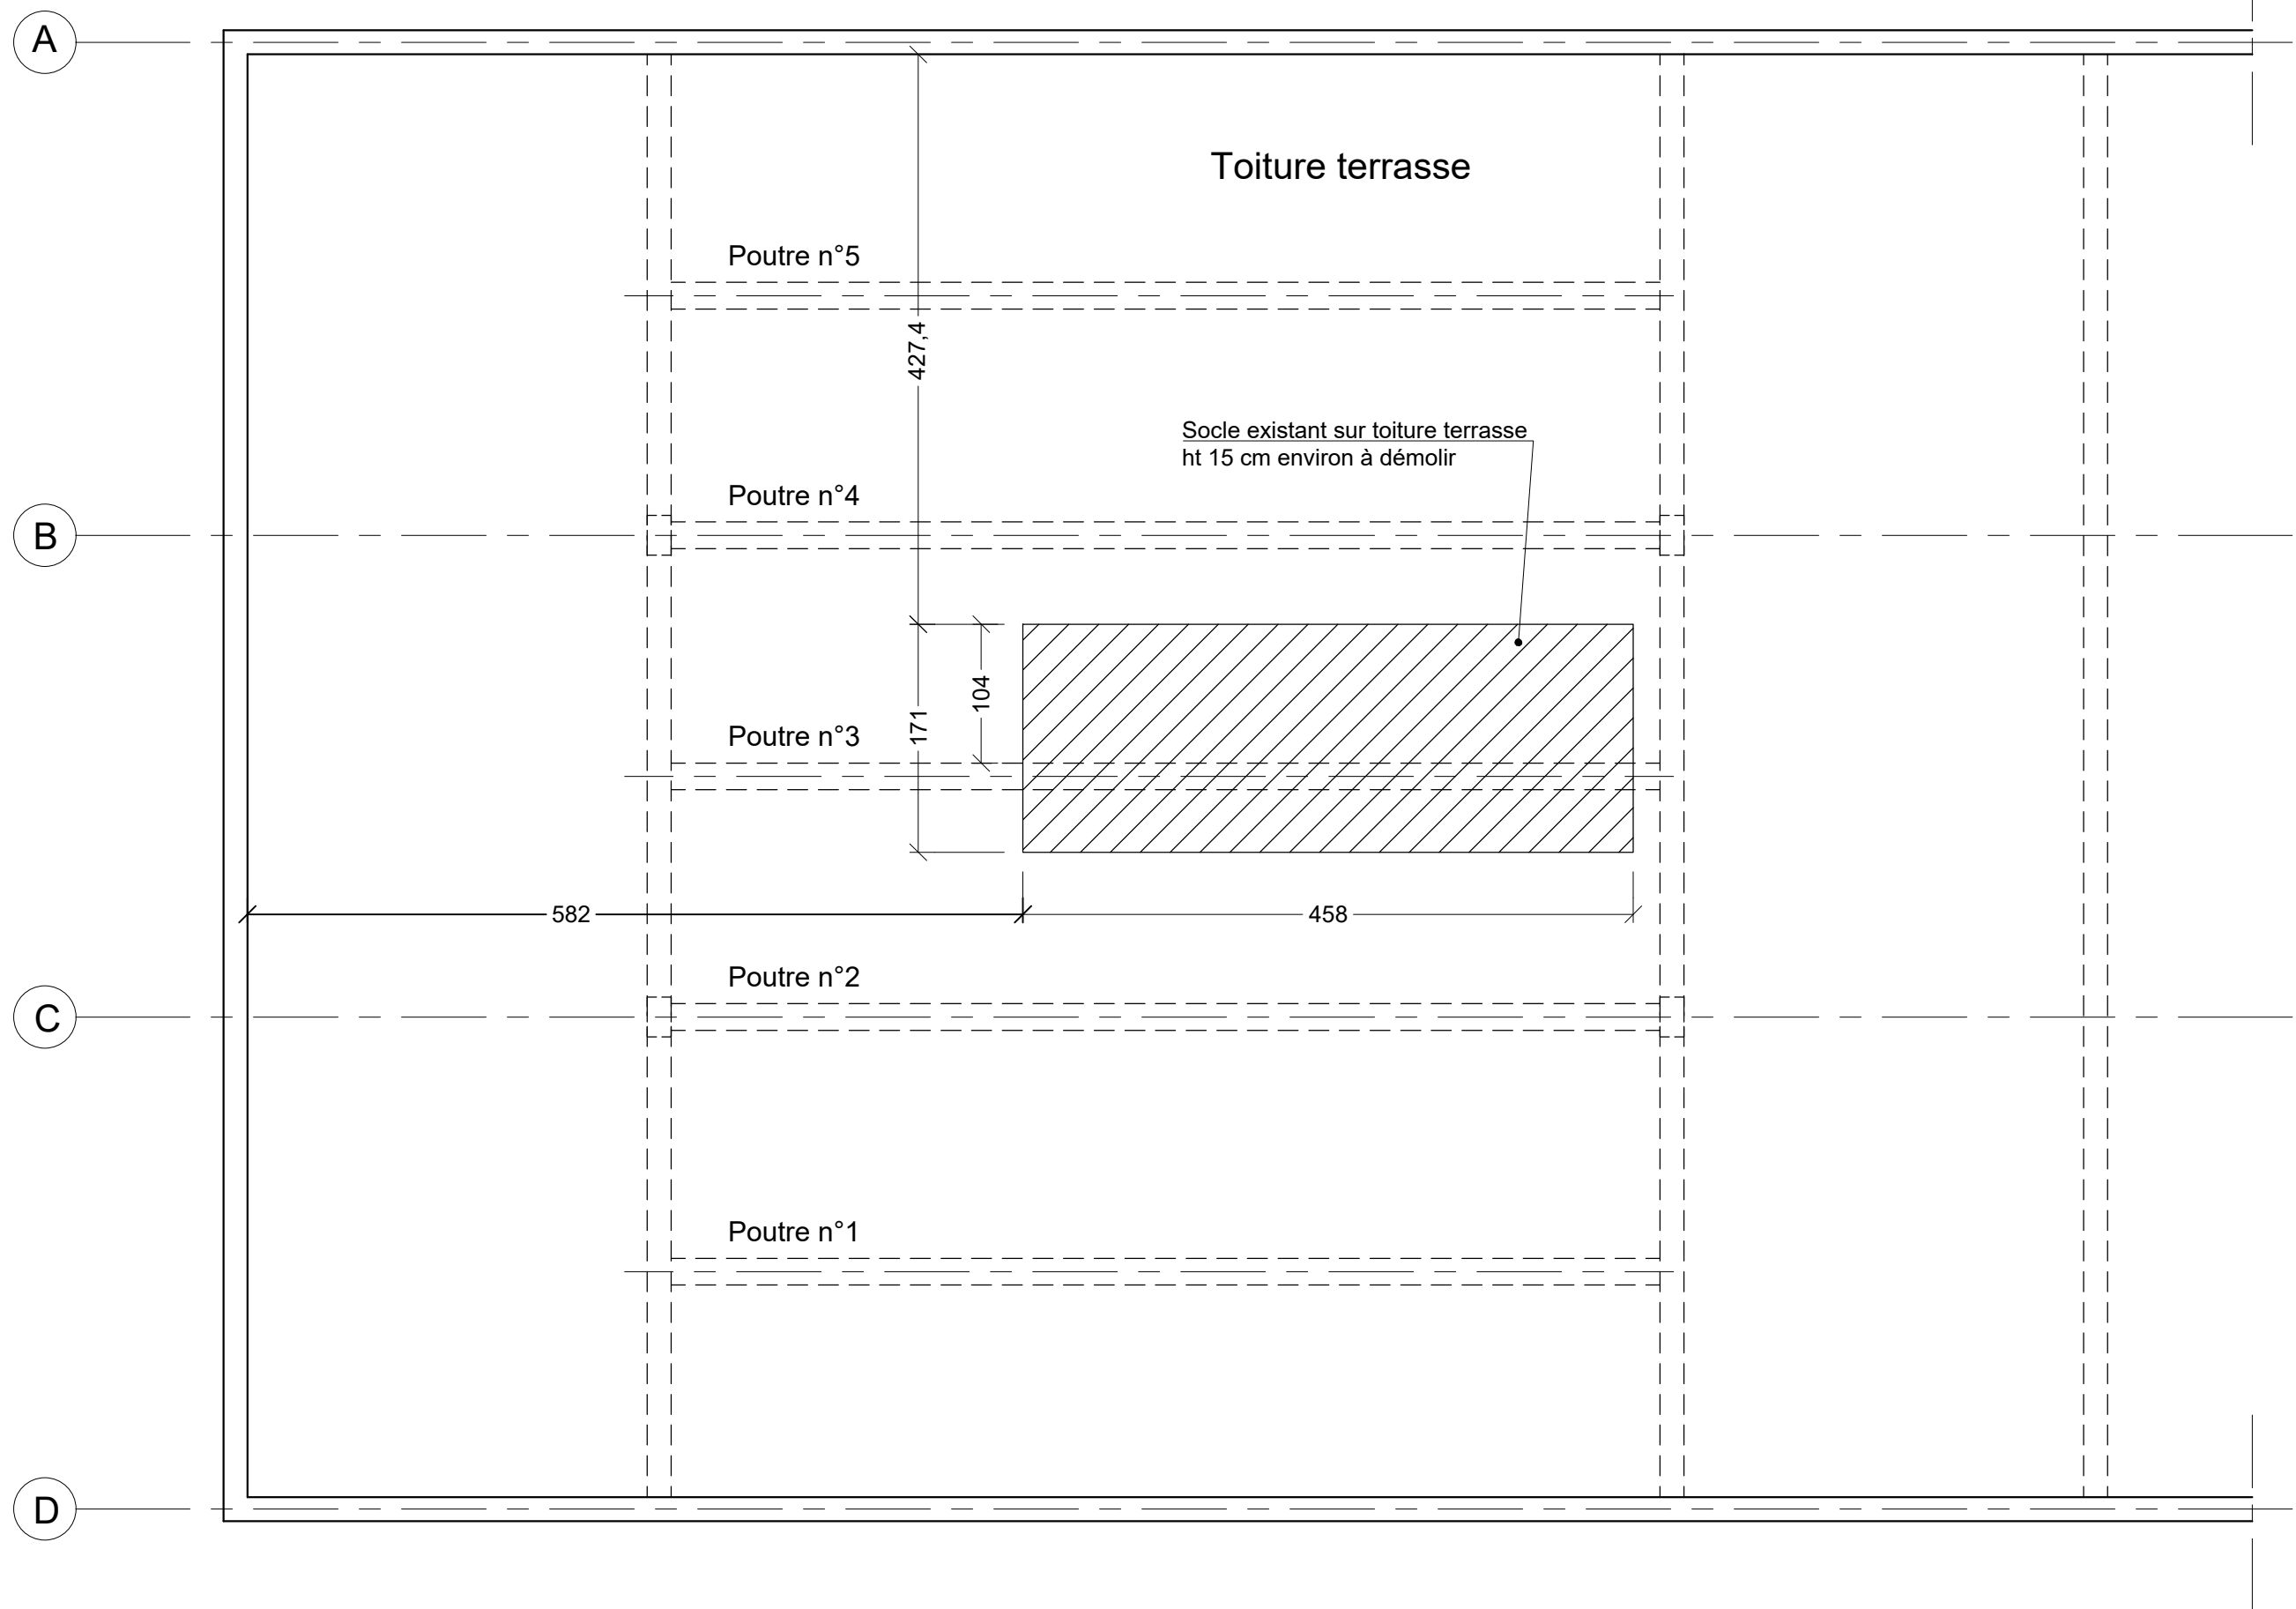 A
Toiture terrasse
Poutre n°5
427,4
Socle existant sur toiture terrasse
ht 15 cm environ à démolir
Poutre n°4
B
104
171
Poutre n°3
582
458
Poutre n°2
C
Poutre n°1
D